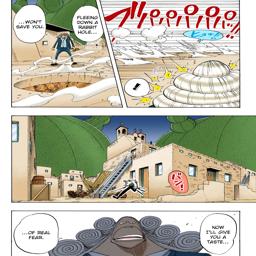 FLEEING
DOWN A
RABBIT
HOLE...
...WON'T
SAVE YOU.
NOW
I'LL GIVE
YOU A
TASTE...
...OF REAL
FEAR.